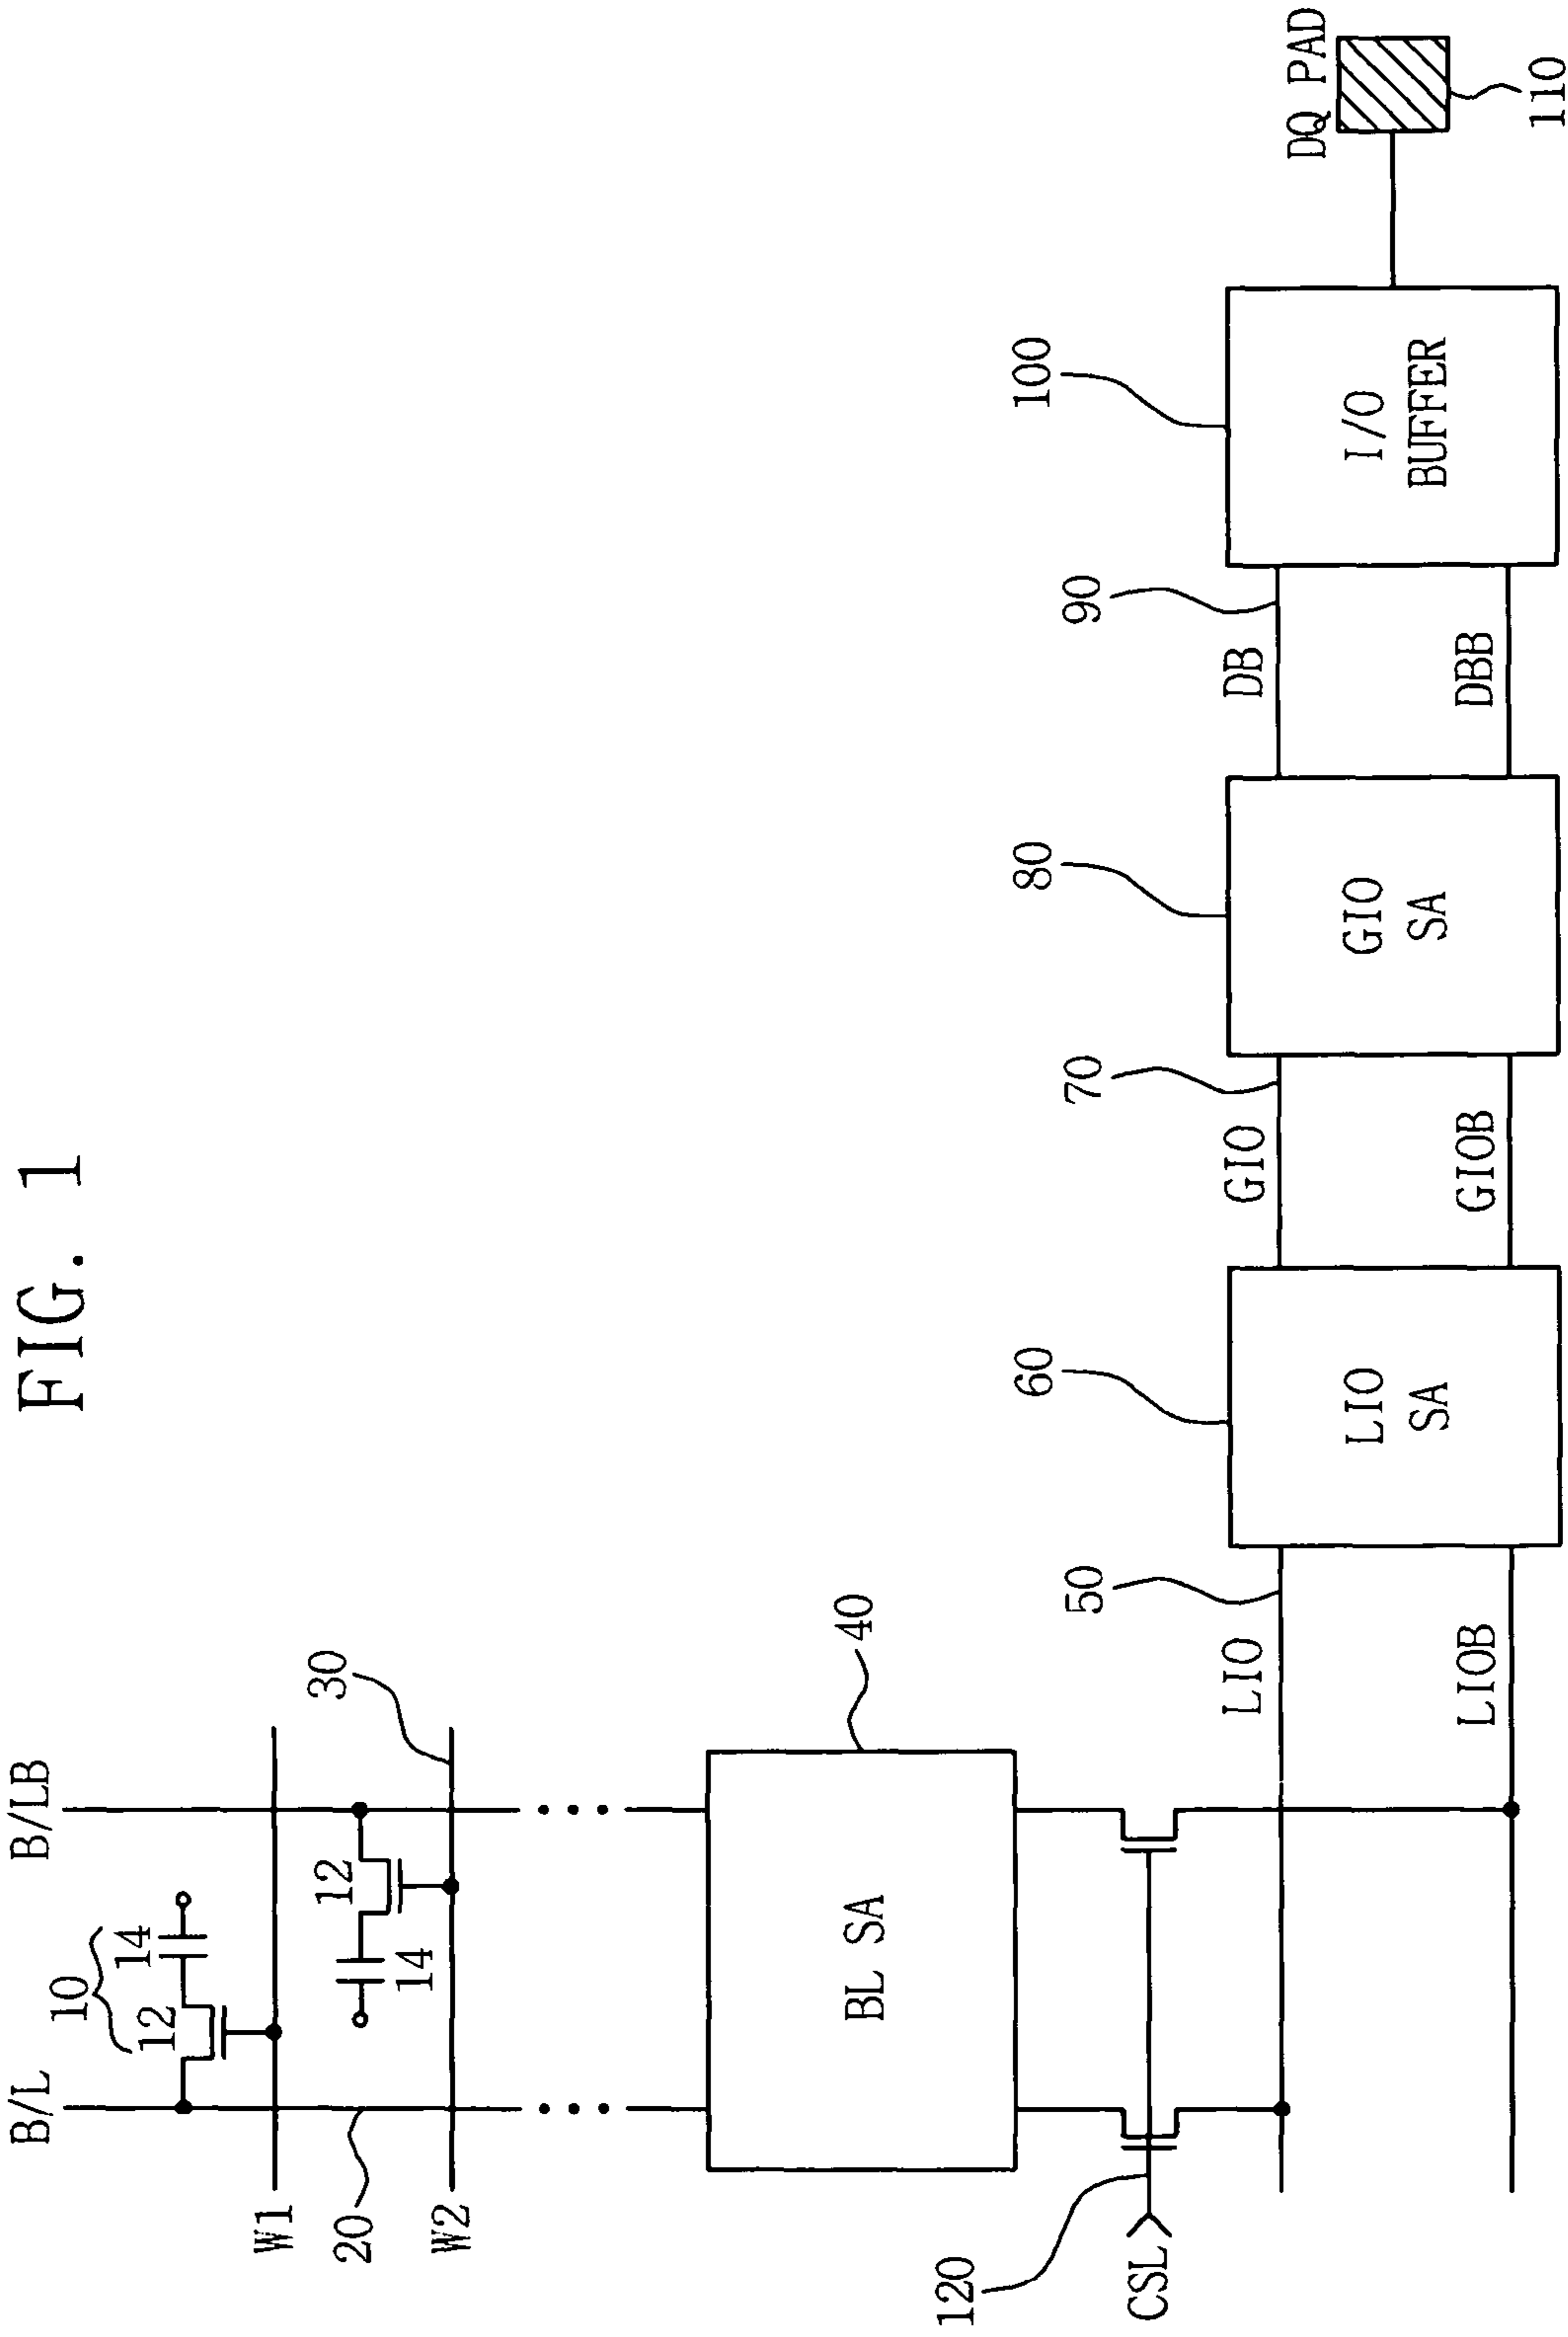 FIG. 1
B/L
B/LB
10
12
14
W1
20
12
14
30
W2
BL SA
40
120
CSL
LIO
50
LIOB
60
LIO
SA
GIO
70
GIOB
80
GIO
SA
DB
90
DBB
100
I/O
BUFFER
DQ PAD
110